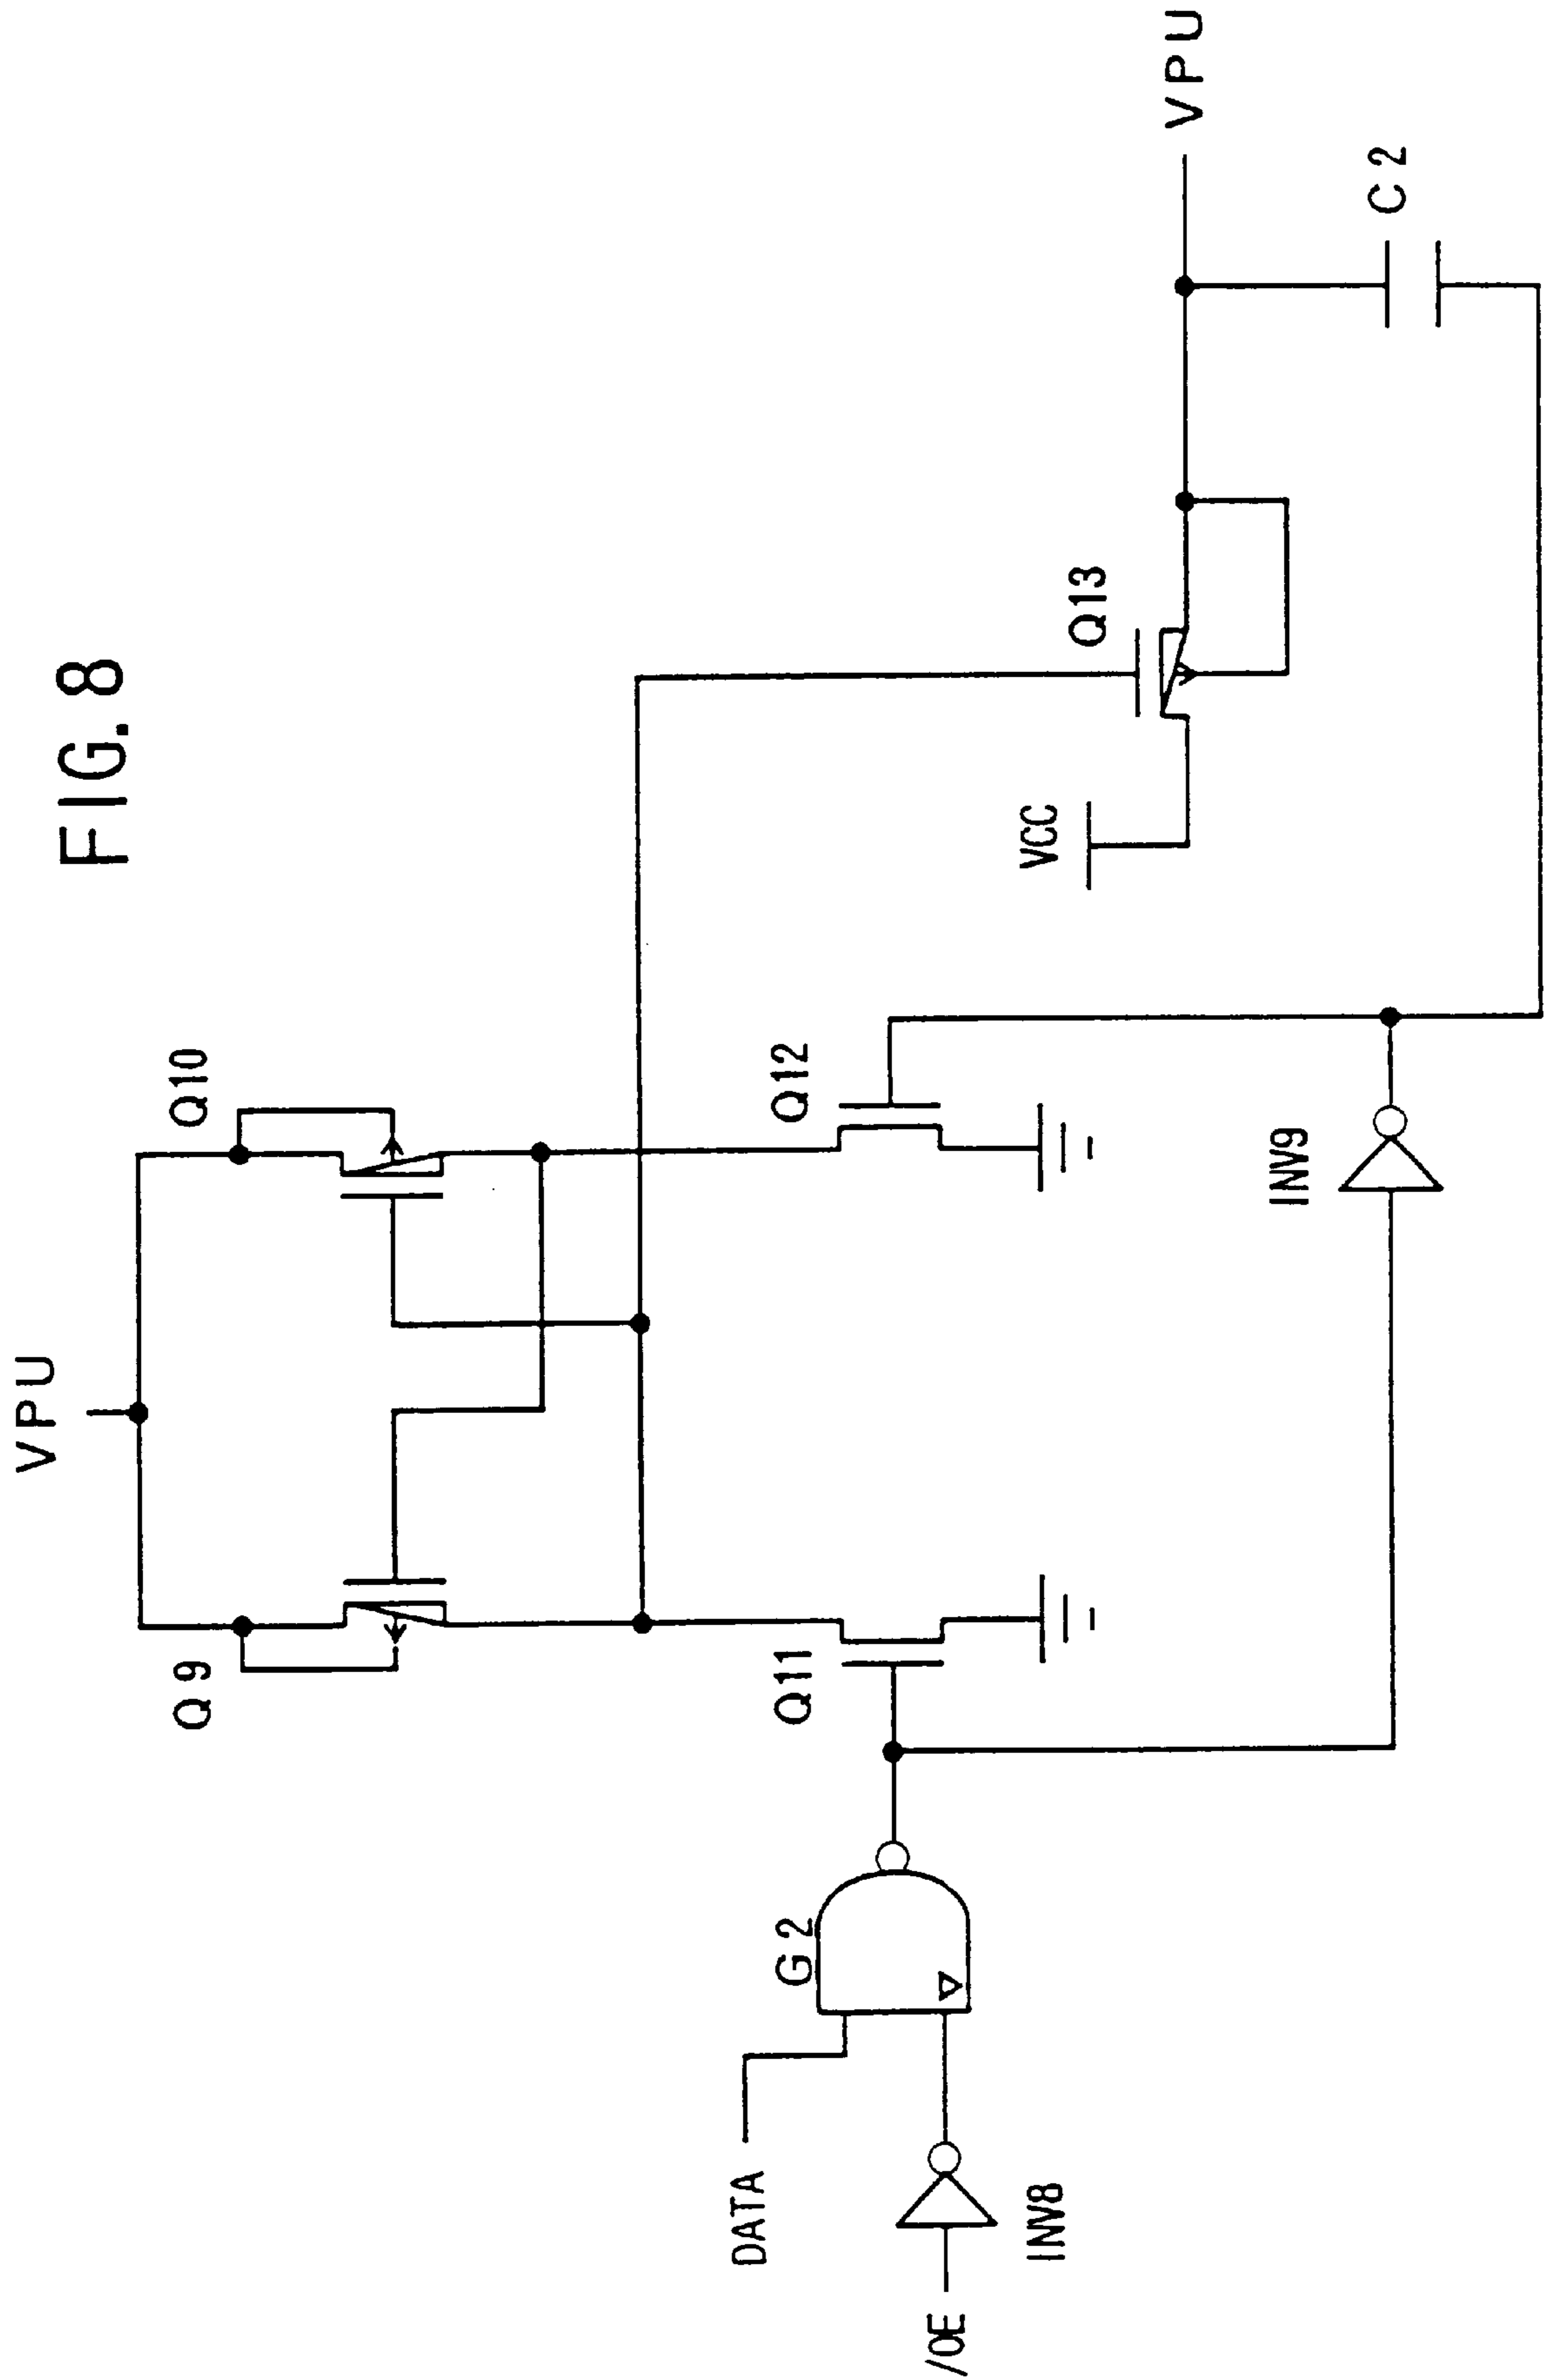 FIG. 8
VPU
Q9
Q10
DATA
G2
Q11
Q12
/OE
INV8
VCC
Q13
VPU
INV9
C2